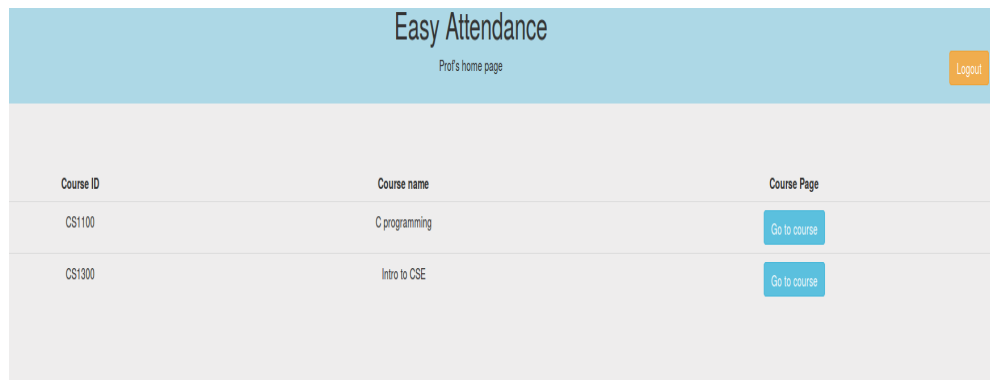 Easy Attendance
Prof's home page
Logout
Course ID Course name Course Page
CS1100 C programming Go to course
CS1300 Intro to CSE Go to course